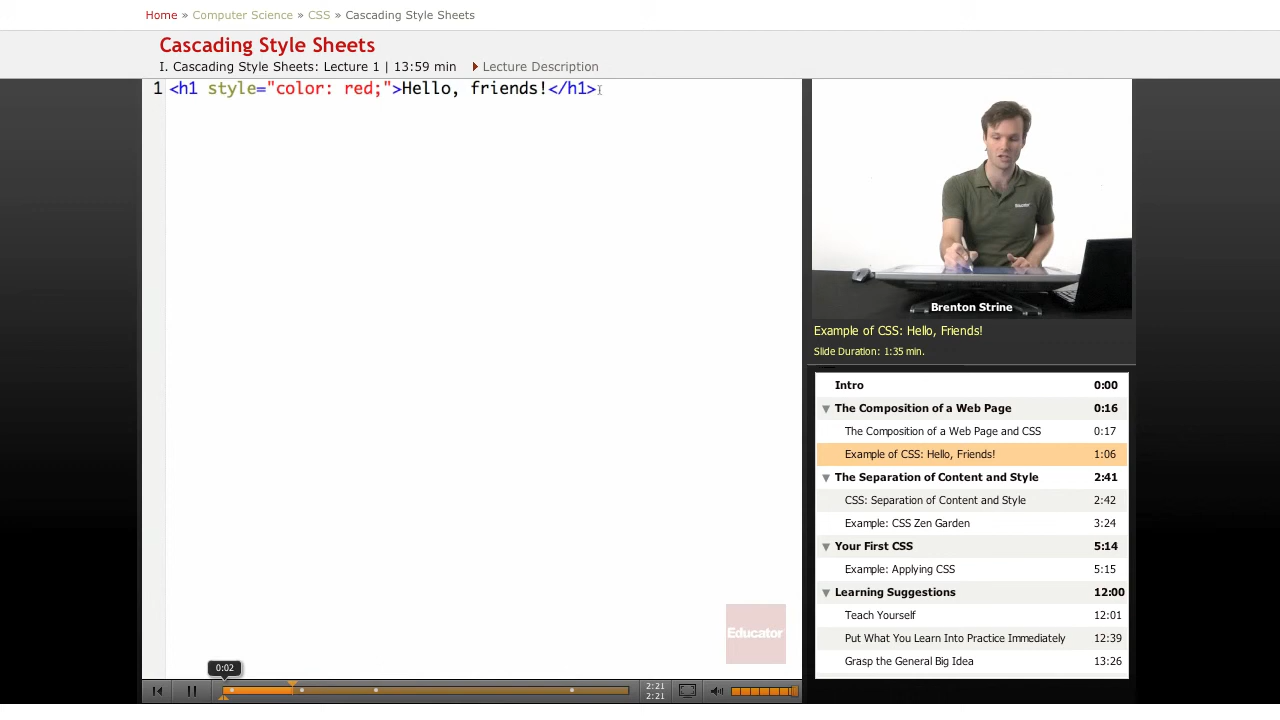 Home » Computer Science » CSS » Cascading Style Sheets
Cascading Style Sheets
I. Cascading Style Sheets: Lecture 1 | 13:59 min Lecture Description
1 <h1 style="color: red;">Hello, friends!</h1>
Brenton Strine
Example of CSS: Hello, Friends!
Slide Duration: 1:35 min.
Intro 0:00
The Composition of a Web Page 0:16
The Composition of a Web Page and CSS 0:17
Example of CSS: Hello, Friends! 1:06
The Separation of Content and Style 2:41
CSS: Separation of Content and Style 2:42
Example: CSS Zen Garden 3:24
Your First CSS 5:14
Example: Applying CSS 5:15
Learning Suggestions 12:00
Teach Yourself 12:01
Put What You Learn Into Practice Immediately 12:39
Grasp the General Big Idea 13:26
Educator
0:02
2:21
2:21